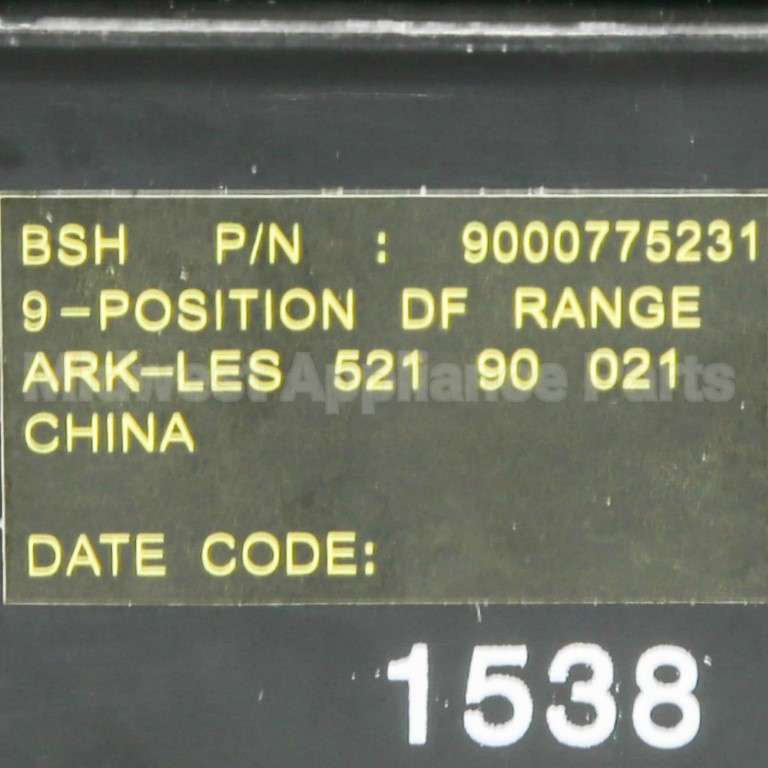 BSH P/N : 9000775231
9-POSITION DF RANGE
ARK-LES 521 90 021
Midwest Appliance Parts
CHINA
DATE CODE:
1538